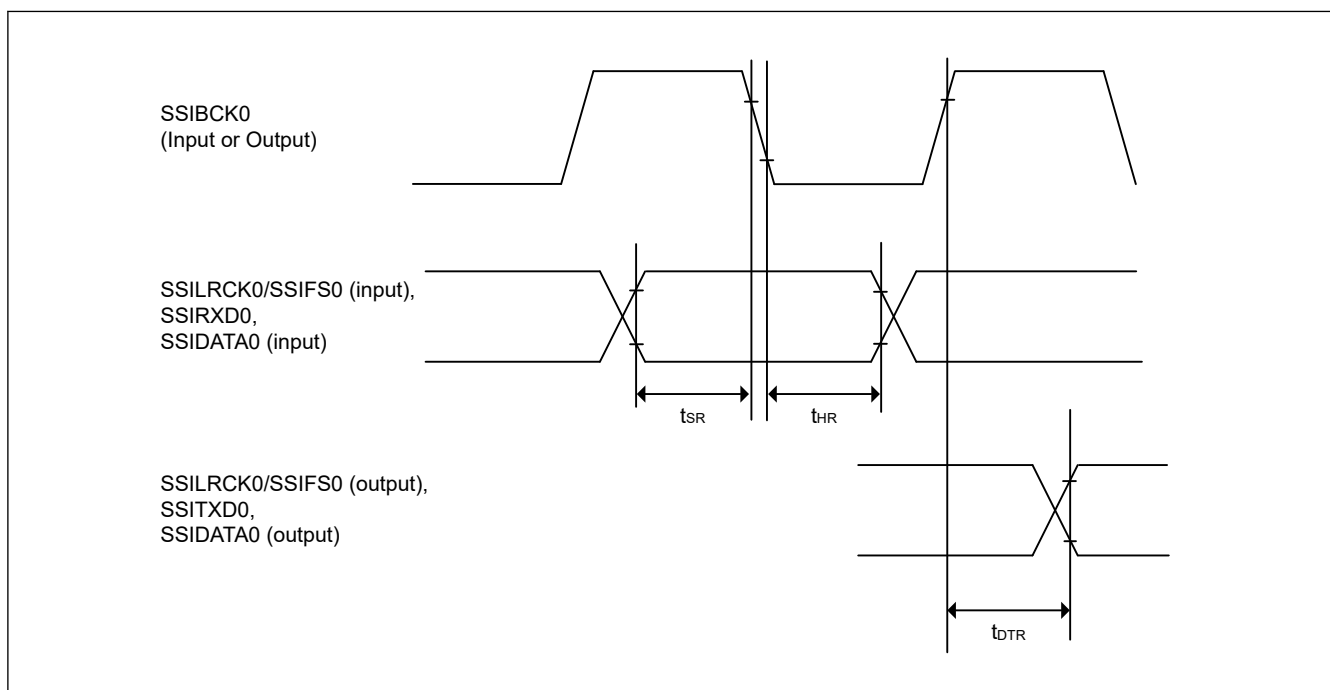 SSIBCK0
(Input or Output)
SSILRCK0/SSIFS0 (input),
SSIRXD0,
SSIDATA0 (input)
tSR
tHR
SSILRCK0/SSIFS0 (output),
SSITXD0,
SSIDATA0 (output)
tDTR